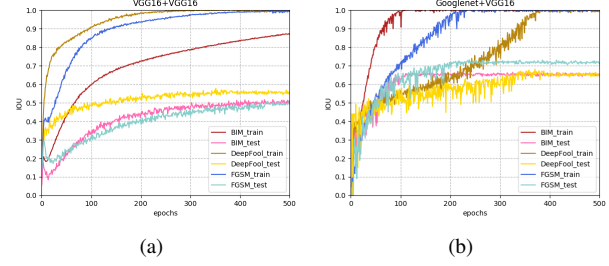 VGG16+VGG16
1.0
0.9
0.8
0.7
0.6
0.5
0.4
0.3
0.2
0.1
0.0
IOU
0 100 200 300 400 500
epochs
BIM_train
BIM_test
DeepFool_train
DeepFool_test
FGSM_train
FGSM_test
(a)
Googlenet+VGG16
1.0
0.9
0.8
0.7
0.6
0.5
0.4
0.3
0.2
0.1
0.0
IOU
0 100 200 300 400 500
epochs
BIM_train
BIM_test
DeepFool_train
DeepFool_test
FGSM_train
FGSM_test
(b)